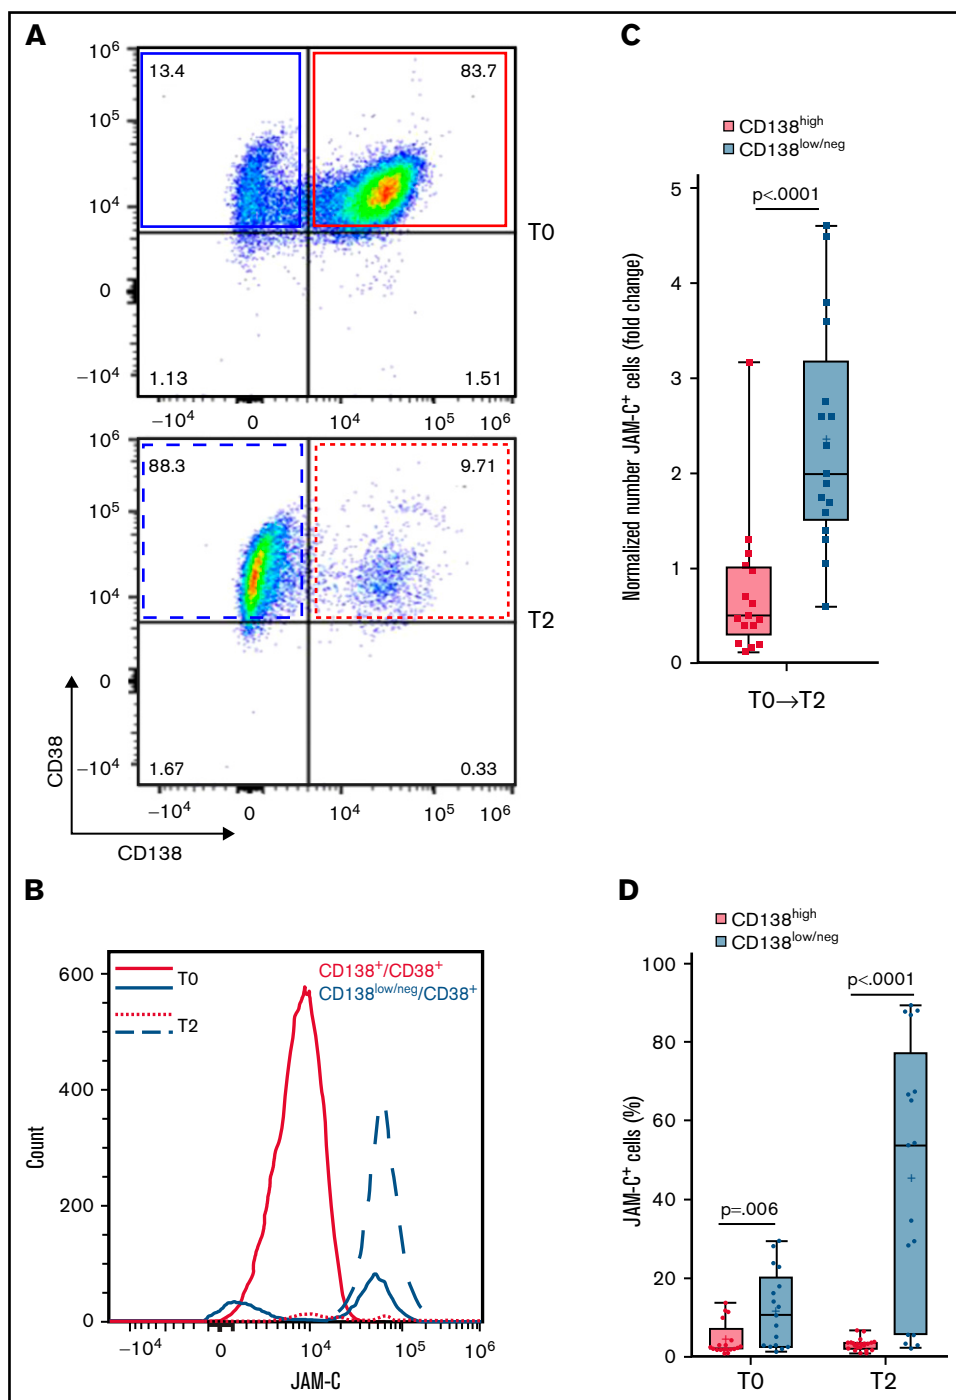 A
10⁶
10⁵
10⁴
0
−10⁴
13.4
83.7
1.13
1.51
T0
−10⁴ 0 10⁴ 10⁵ 10⁶
10⁶
10⁵
10⁴
0
−10⁴
88.3
9.71
1.67
0.33
T2
−10⁴ 0 10⁴ 10⁵ 10⁶
CD38
CD138
C
CD138high
CD138low/neg
p<.0001
5
4
3
2
1
0
Normalized number JAM-C⁺ cells (fold change)
T0→T2
B
600
400
200
0
Count
T0
T2
CD138⁺/CD38⁺
CD138low/neg/CD38⁺
−10⁴ 0 10⁴ 10⁵ 10⁶
JAM-C
D
CD138high
CD138low/neg
100
80
60
40
20
0
JAM-C⁺ cells (%)
p<.0001
p=.006
T0 T2